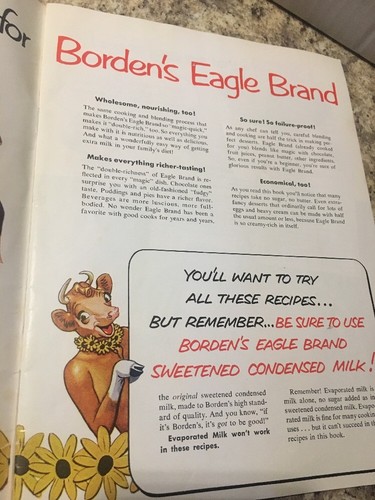 for
Borden's Eagle Brand
Wholesome, nourishing, too!
The same cooking and blending process that
makes Borden's Eagle Brand so "magic-quick,"
makes it "double-rich," too. So everything you
make with it is nutritious as well as delicious.
And what a wonderfully easy way of getting
extra milk in your family's diet!
Makes everything richer-tasting!
The "double-richness" of Eagle Brand is re-
flected in every "magic" dish. Chocolate ones
surprise you with an old-fashioned "fudgy"
taste. Puddings and pies have a richer flavor.
Beverages are more luscious, more full-
bodied. No wonder Eagle Brand has been a
favorite with good cooks for years and years.
So sure! So failure-proof!
As any chef can tell you, careful blending
and cooking are half the trick in making per-
fect desserts. Eagle Brand (already cooked
for you) blends like magic with chocolate,
fruit juices, peanut butter, other ingredients.
So, even if you're a beginner, you're sure of
glorious results with Eagle Brand.
Economical, too!
As you read this book you'll notice that many
recipes take no sugar, no butter. Even extra-
fancy desserts that ordinarily call for lots of
eggs and heavy cream can be made with half
the usual amount or less, because Eagle Brand
is so creamy-rich in itself.
YOU'LL WANT TO TRY
ALL THESE RECIPES...
BUT REMEMBER...BE SURE TO USE
BORDEN'S EAGLE BRAND
SWEETENED CONDENSED MILK!
the original sweetened condensed
milk, made to Borden's high stand-
ard of quality. And you know, "if
it's Borden's, it's got to be good!"
Evaporated Milk won't work
in these recipes.
Remember! Evaporated milk is
milk alone, no sugar added as in
sweetened condensed milk. Evapo
rated milk is fine for many cooking
uses . . . but it can't succeed in th
recipes in this book.